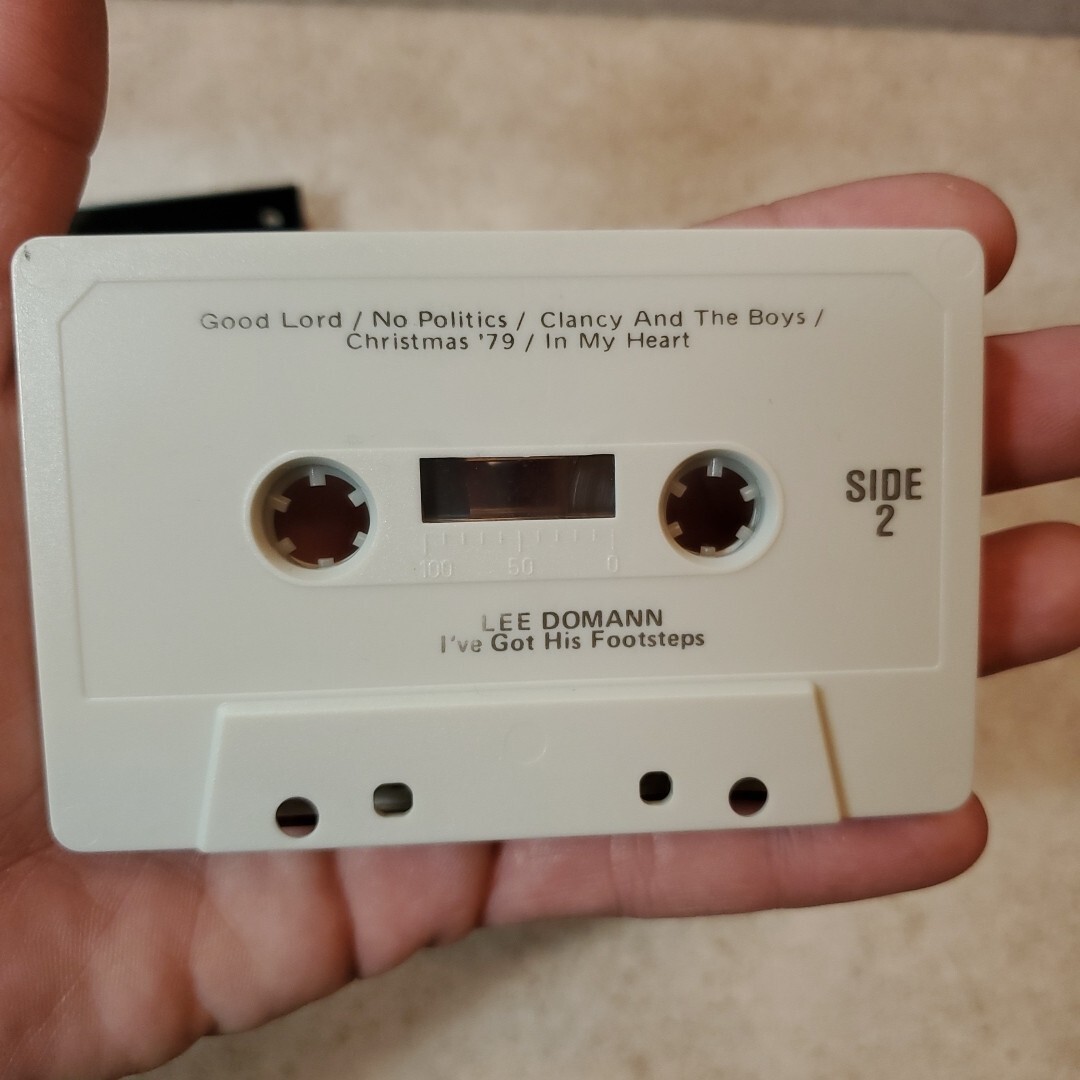 Good Lord / No Politics / Clancy And The Boys /
Christmas '79 / In My Heart
SIDE
2
100 50 0
LEE DOMANN
I've Got His Footsteps